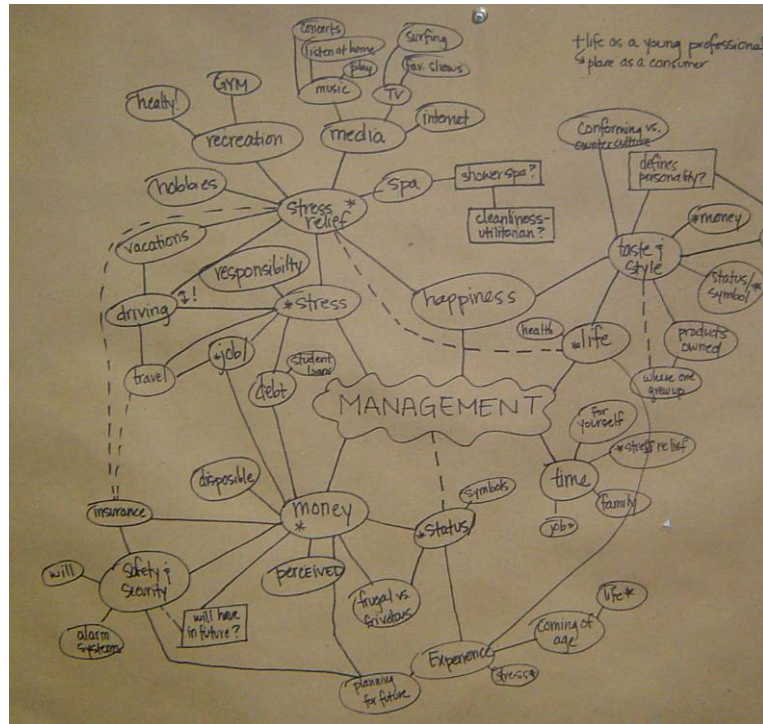 concerts
listen at home
play
music
surfing
fav. shows
TV
internet
media
+life as a young professional
*place as a consumer
GYM
healty!
recreation
hobbies
stress *
relief
spa
shower spa?
cleanliness-
utilitarian?
conforming vs.
counterculture
defines
personality?
*money
taste &
style
status/*
symbol
products
owned
where one
grew up
vacations
responsibilty
driving
!
*stress
happiness
health
*life
*job/
travel
debt
student
loans
MANAGEMENT
for
yourself
*stress relief
time
family
job*
disposible
insurance
money
*
symbols
*status
perceived
frugal vs
frivolous
will
safety &
security
alarm
systems
will have
in future?
planning
for future
Experience
coming of
age
life*
stress*